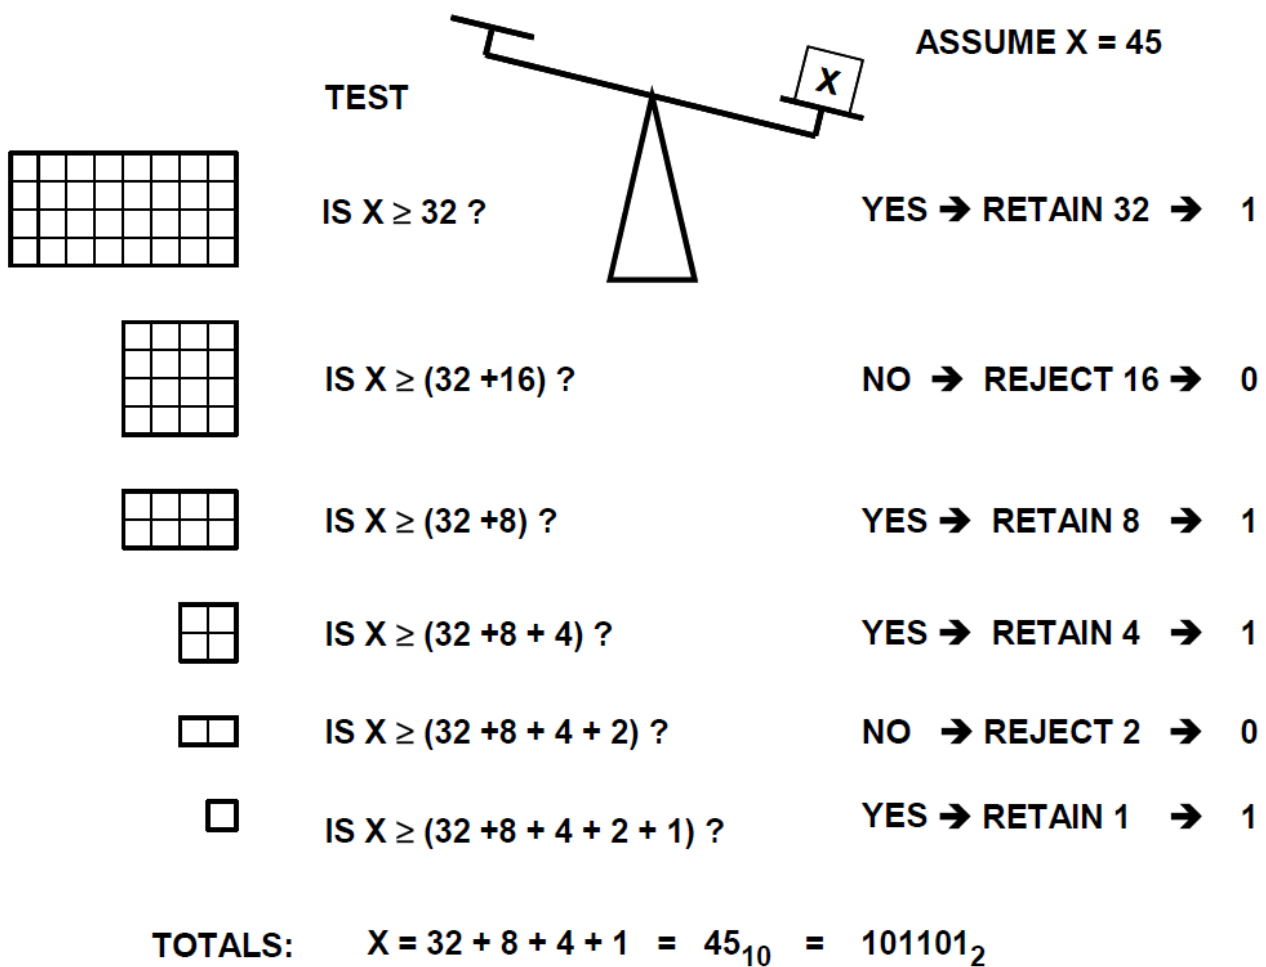 ASSUME X = 45
X
TEST
IS X ≥ 32 ? YES ➔ RETAIN 32 ➔ 1
IS X ≥ (32 +16) ? NO ➔ REJECT 16 ➔ 0
IS X ≥ (32 +8) ? YES ➔ RETAIN 8 ➔ 1
IS X ≥ (32 +8 + 4) ? YES ➔ RETAIN 4 ➔ 1
IS X ≥ (32 +8 + 4 + 2) ? NO ➔ REJECT 2 ➔ 0
IS X ≥ (32 +8 + 4 + 2 + 1) ? YES ➔ RETAIN 1 ➔ 1
TOTALS: X = 32 + 8 + 4 + 1 = 45₁₀ = 101101₂